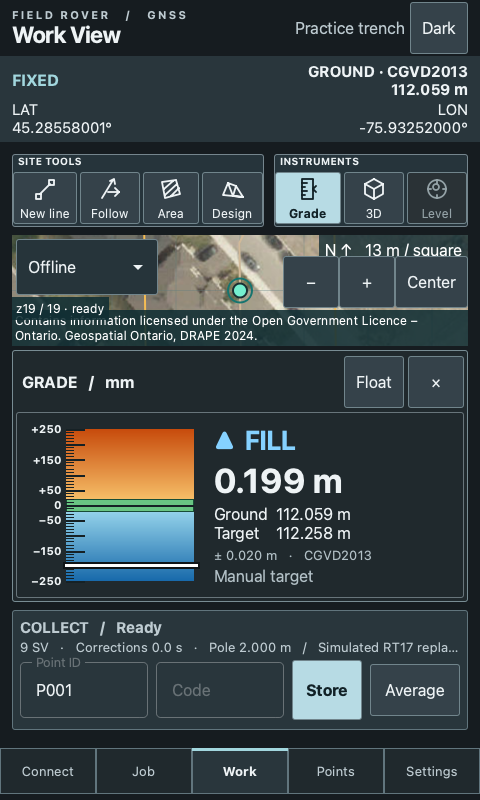 FIELD ROVER / GNSS
Work View
Practice trench
Dark
FIXED
GROUND · CGVD2013
112.059 m
LAT
LON
45.28558001°
-75.93252000°
SITE TOOLS
INSTRUMENTS
New line
Follow
Area
Design
Grade
3D
Level
Offline
N ↑ 13 m / square
−
+
Center
z19 / 19 · ready
Contains information licensed under the Open Government Licence –
Ontario. Geospatial Ontario, DRAPE 2024.
GRADE / mm
Float
×
+250
+150
+50
0
−50
−150
−250
FILL
0.199 m
Ground 112.059 m
Target 112.258 m
± 0.020 m · CGVD2013
Manual target
COLLECT / Ready
9 SV · Corrections 0.0 s · Pole 2.000 m / Simulated RT17 repla...
Point ID
P001
Code
Store
Average
Connect
Job
Work
Points
Settings